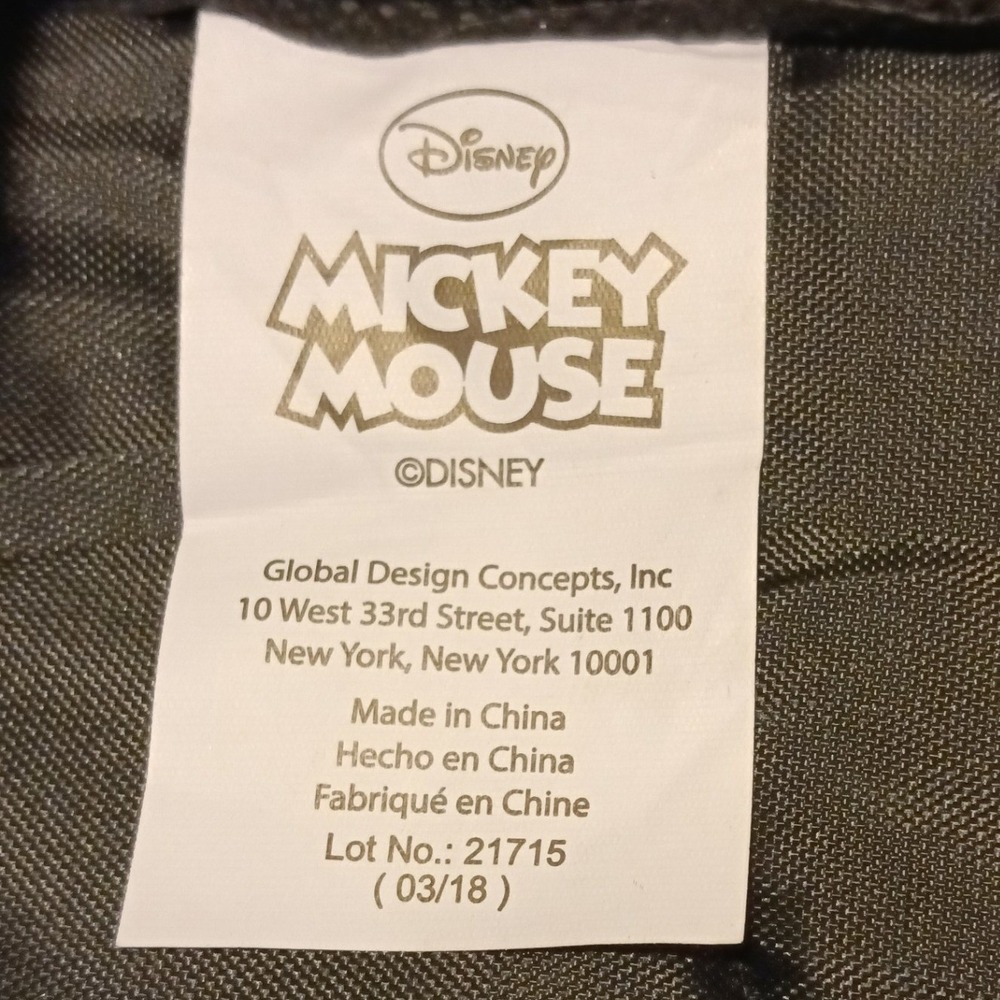 Disney
MICKEY
MOUSE
©DISNEY
Global Design Concepts, Inc
10 West 33rd Street, Suite 1100
New York, New York 10001
Made in China
Hecho en China
Fabriqué en Chine
Lot No.: 21715
( 03/18 )